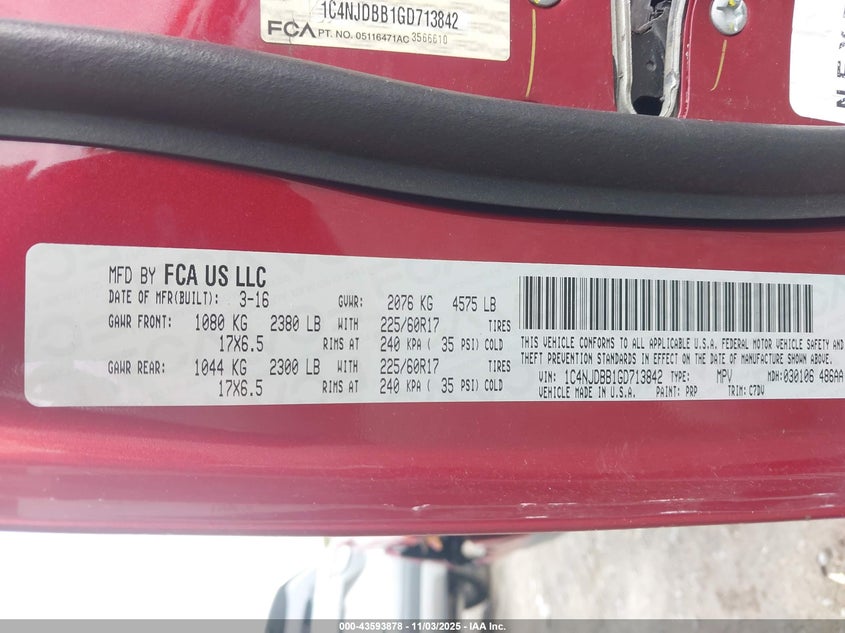 1C4NJDBB1GD713842
FCA PT. NO. 05116471AC 3566610
MFD BY FCA US LLC
DATE OF MFR(BUILT): 3-16 GVWR: 2076 KG 4575 LB
GAWR FRONT: 1080 KG 2380 LB WITH 225/60R17 TIRES
17X6.5 RIMS AT 240 KPA ( 35 PSI) COLD
GAWR REAR: 1044 KG 2300 LB WITH 225/60R17 TIRES
17X6.5 RIMS AT 240 KPA ( 35 PSI) COLD
THIS VEHICLE CONFORMS TO ALL APPLICABLE U.S.A. FEDERAL MOTOR VEHICLE SAFETY AND
THEFT PREVENTION STANDARDS IN EFFECT ON THE DATE OF MANUFACTURE SHOWN ABOVE.
VIN: 1C4NJDBB1GD713842 TYPE: MPV MDH: 030106 486AA
VEHICLE MADE IN U.S.A. PAINT: PRP TRIM: C7DV
000-43593878 - 11/03/2025 - IAA, Inc.